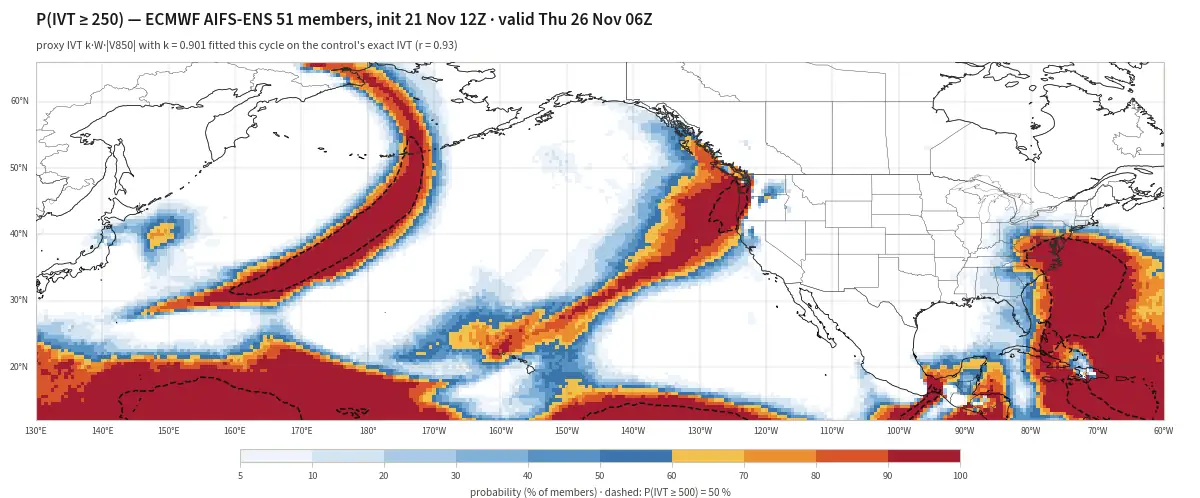 P(IVT ≥ 250) — ECMWF AIFS-ENS 51 members, init 21 Nov 12Z · valid Thu 26 Nov 06Z
proxy IVT k·W·|V850| with k = 0.901 fitted this cycle on the control's exact IVT (r = 0.93)
60°N
50°N
40°N
30°N
20°N
130°E 140°E 150°E 160°E 170°E 180° 170°W 160°W 150°W 140°W 130°W 120°W 110°W 100°W 90°W 80°W 70°W 60°W
5 10 20 30 40 50 60 70 80 90 100
probability (% of members) · dashed: P(IVT ≥ 500) = 50 %